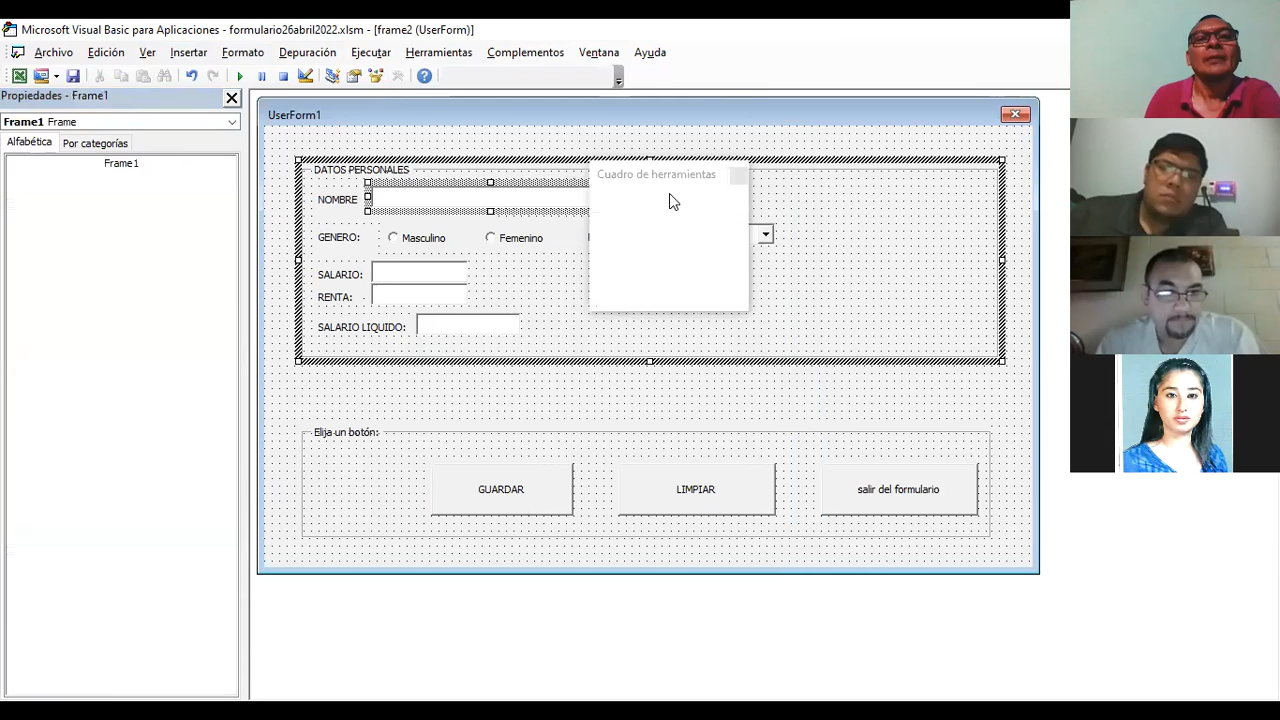 Microsoft Visual Basic para Aplicaciones - formulario26abril2022.xlsm - [frame2 (UserForm)]
Archivo Edición Ver Insertar Formato Depuración Ejecutar Herramientas Complementos Ventana Ayuda
Propiedades - Frame1
Frame1 Frame
Alfabética Por categorías
Frame1
UserForm1
DATOS PERSONALES
Cuadro de herramientas
NOMBRE
GENERO: Masculino Femenino
SALARIO:
RENTA:
SALARIO LIQUIDO:
Elija un botón:
GUARDAR LIMPIAR salir del formulario